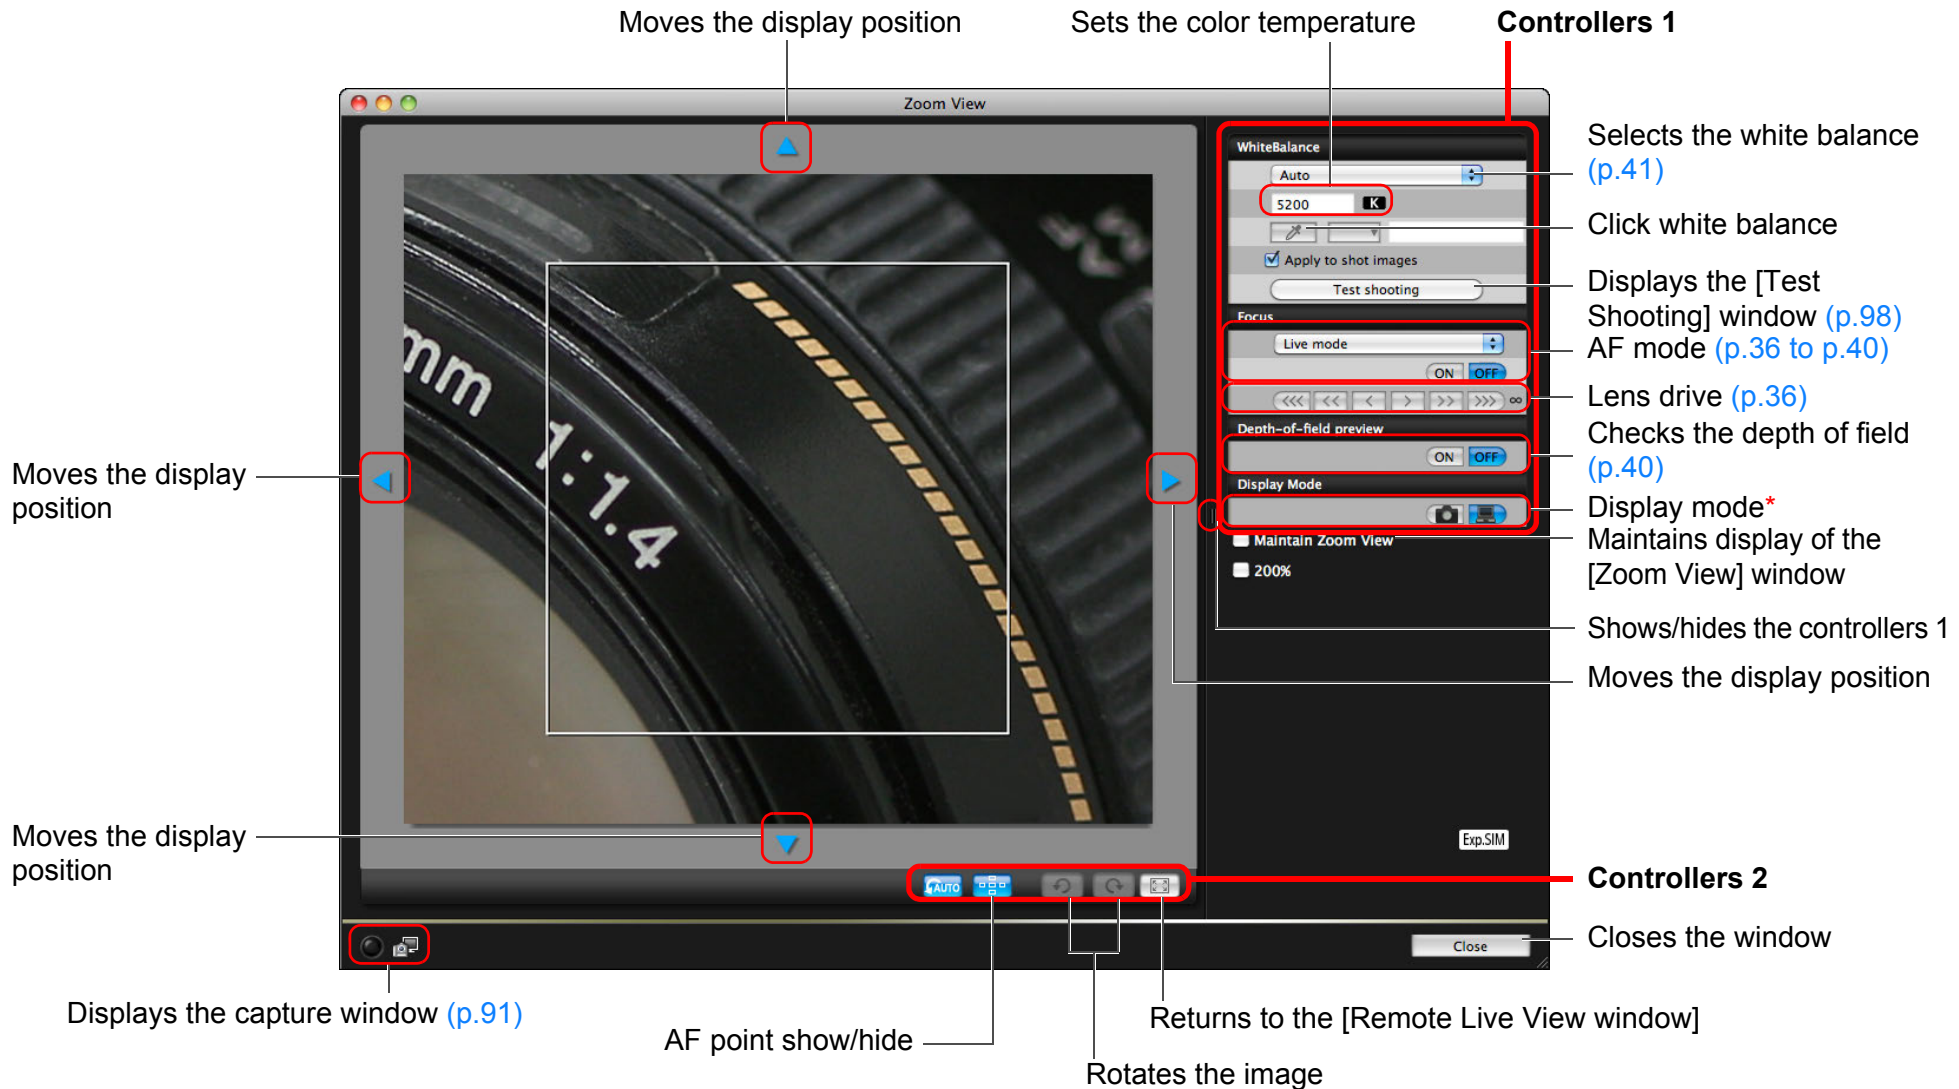 Moves the display position
Sets the color temperature
Controllers 1
Zoom View
WhiteBalance
Auto
5200 K
Apply to shot images
Test shooting
Focus
Live mode
ON OFF
<<< << < > >> >>> ∞
Depth-of-field preview
ON OFF
Display Mode
Maintain Zoom View
200%
Exp.SIM
AUTO
Close
mm 1:1.4
Selects the white balance
(p.41)
Click white balance
Displays the [Test
Shooting] window (p.98)
AF mode (p.36 to p.40)
Lens drive (p.36)
Checks the depth of field
(p.40)
Display mode*
Maintains display of the
[Zoom View] window
Shows/hides the controllers 1
Moves the display position
Controllers 2
Closes the window
Moves the display
position
Moves the display
position
Displays the capture window (p.91)
AF point show/hide
Rotates the image
Returns to the [Remote Live View window]